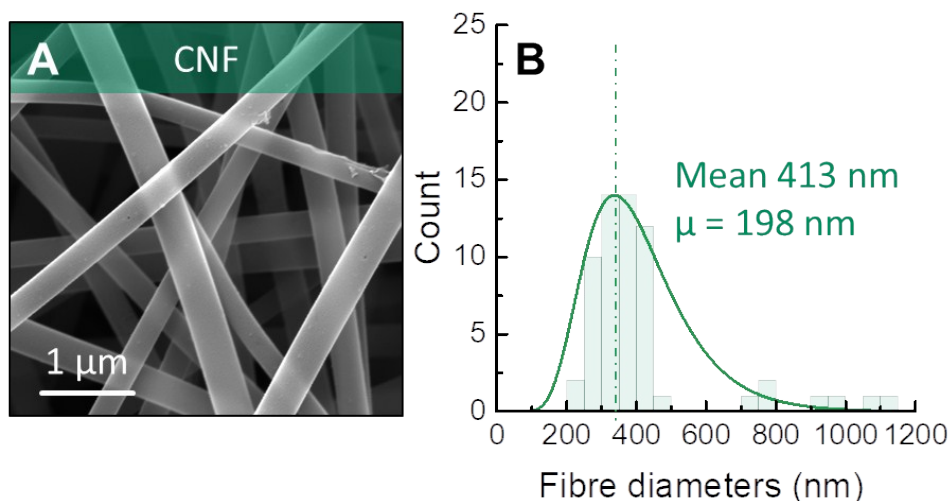 A
CNF
1 µm
B
Count
25
20
15
10
5
0
Mean 413 nm
µ = 198 nm
0 200 400 600 800 1000 1200
Fibre diameters (nm)